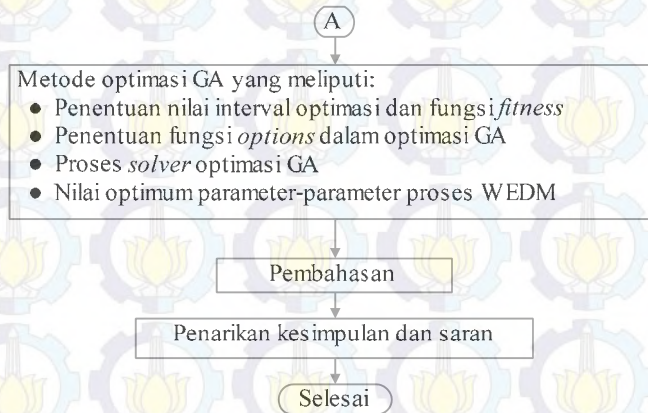 A
Metode optimasi GA yang meliputi:
● Penentuan nilai interval optimasi dan fungsi fitness
● Penentuan fungsi options dalam optimasi GA
● Proses solver optimasi GA
● Nilai optimum parameter-parameter proses WEDM
Pembahasan
Penarikan kesimpulan dan saran
Selesai